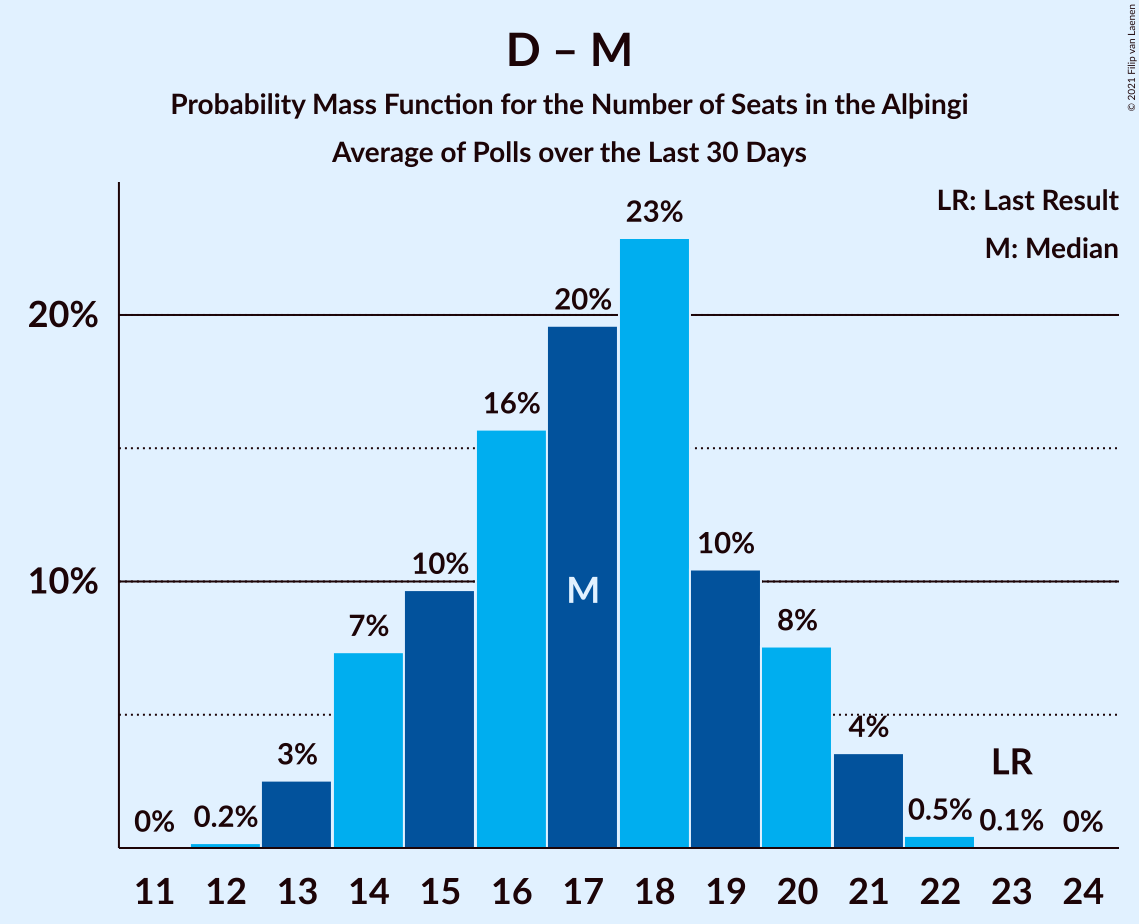 D – M
Probability Mass Function for the Number of Seats in the Alþingi
Average of Polls over the Last 30 Days
© 2021 Filip van Laenen
LR: Last Result
M: Median
20%
10%
0%
0.2%
3%
7%
10%
16%
20%
23%
10%
8%
4%
0.5%
0.1%
0%
M
LR
11 12 13 14 15 16 17 18 19 20 21 22 23 24